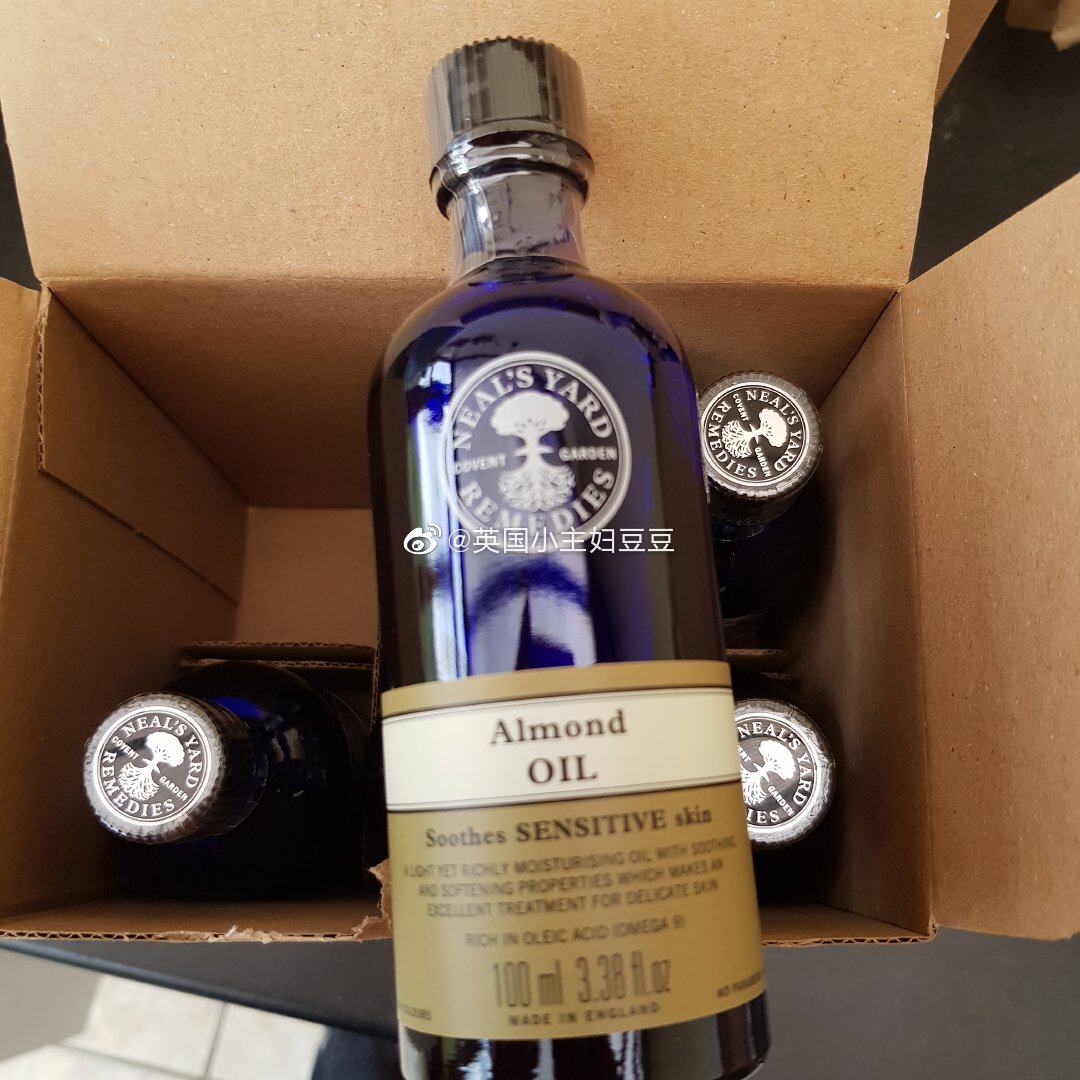 NEAL'S YARD
COVENT GARDEN
REMEDIES
@英国小主妇豆豆
Almond
OIL
Soothes SENSITIVE skin
A LIGHT YET RICHLY MOISTURISING OIL WITH SOOTHING
AND SOFTENING PROPERTIES WHICH MAKES AN
EXCELLENT TREATMENT FOR DELICATE SKIN
RICH IN OLEIC ACID (OMEGA 9)
100 ml 3.38 fl.oz
MADE IN ENGLAND
NEAL'S YARD
COVENT GARDEN
REMEDIES
NEAL'S YARD
COVENT GARDEN
REMEDIES
NEAL'S YARD
GARDEN